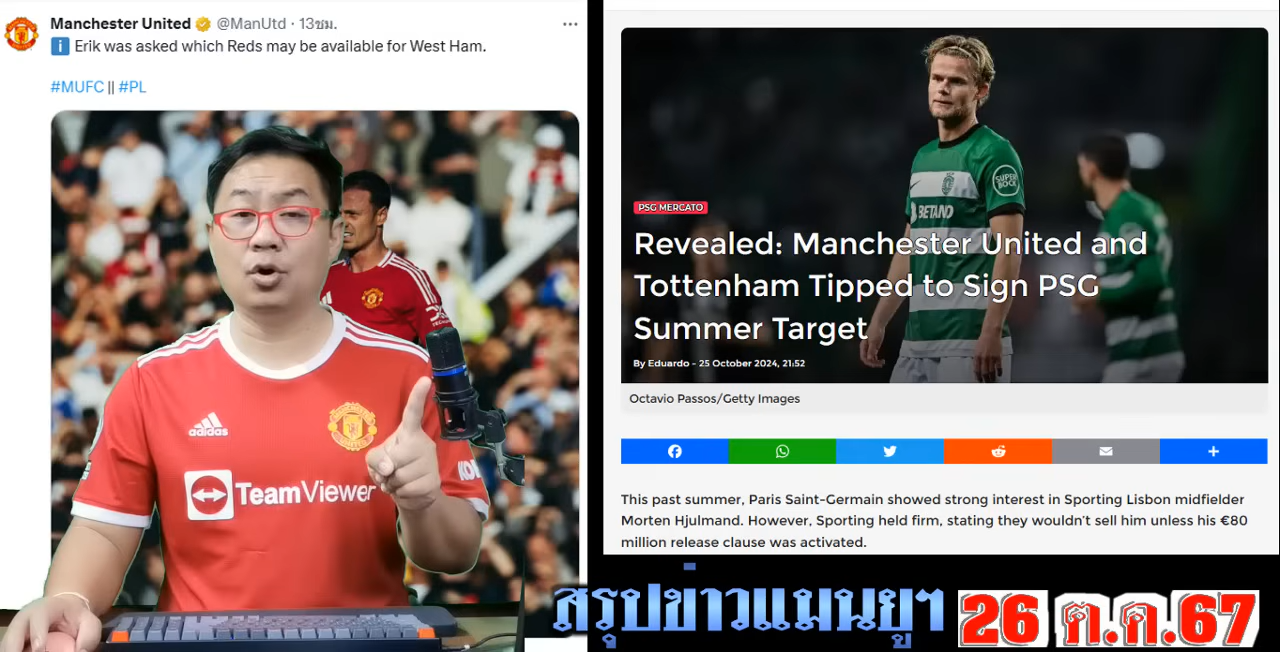 Manchester United @ManUtd · 13ชม.
i Erik was asked which Reds may be available for West Ham.
#MUFC || #PL
adidas
TeamViewer
SUPER BOCK
BETANO
PSG MERCATO
Revealed: Manchester United and
Tottenham Tipped to Sign PSG
Summer Target
By Eduardo - 25 October 2024, 21:52
Octavio Passos/Getty Images
This past summer, Paris Saint-Germain showed strong interest in Sporting Lisbon midfielder
Morten Hjulmand. However, Sporting held firm, stating they wouldn't sell him unless his €80
million release clause was activated.
สรุปข่าวแมนยูฯ 26 ต.ค.67